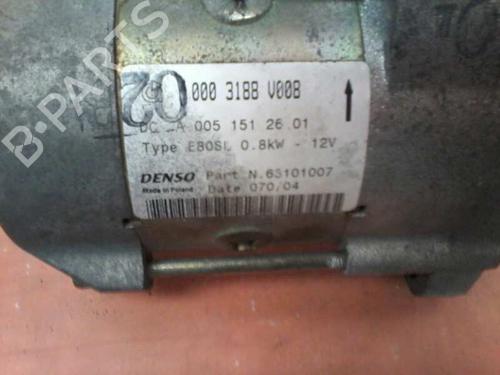 000 3188 V008
A 005 151 26 01
Type E80SL 0.8kW - 12V
DENSO Part N.63101007
Made in Poland
Date 070/04
02
B-PARTS